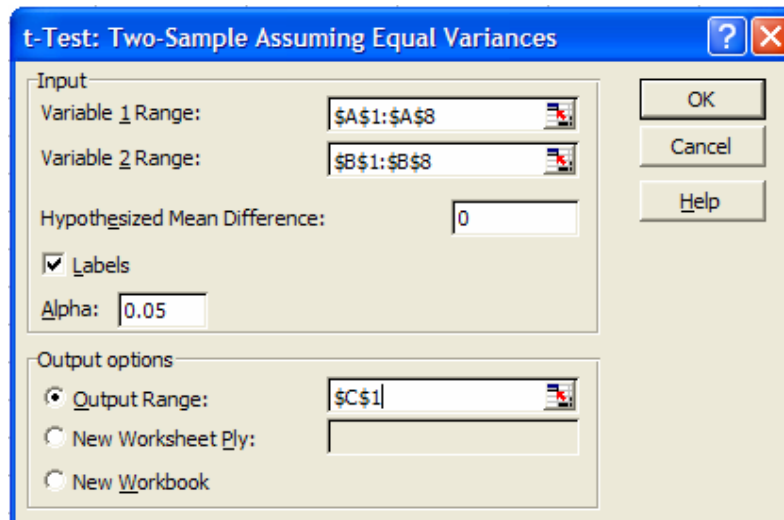 t-Test: Two-Sample Assuming Equal Variances
Input
Variable 1 Range: $A$1:$A$8
Variable 2 Range: $B$1:$B$8
Hypothesized Mean Difference: 0
Labels
Alpha: 0.05
OK
Cancel
Help
Output options
Output Range: $C$1
New Worksheet Ply:
New Workbook